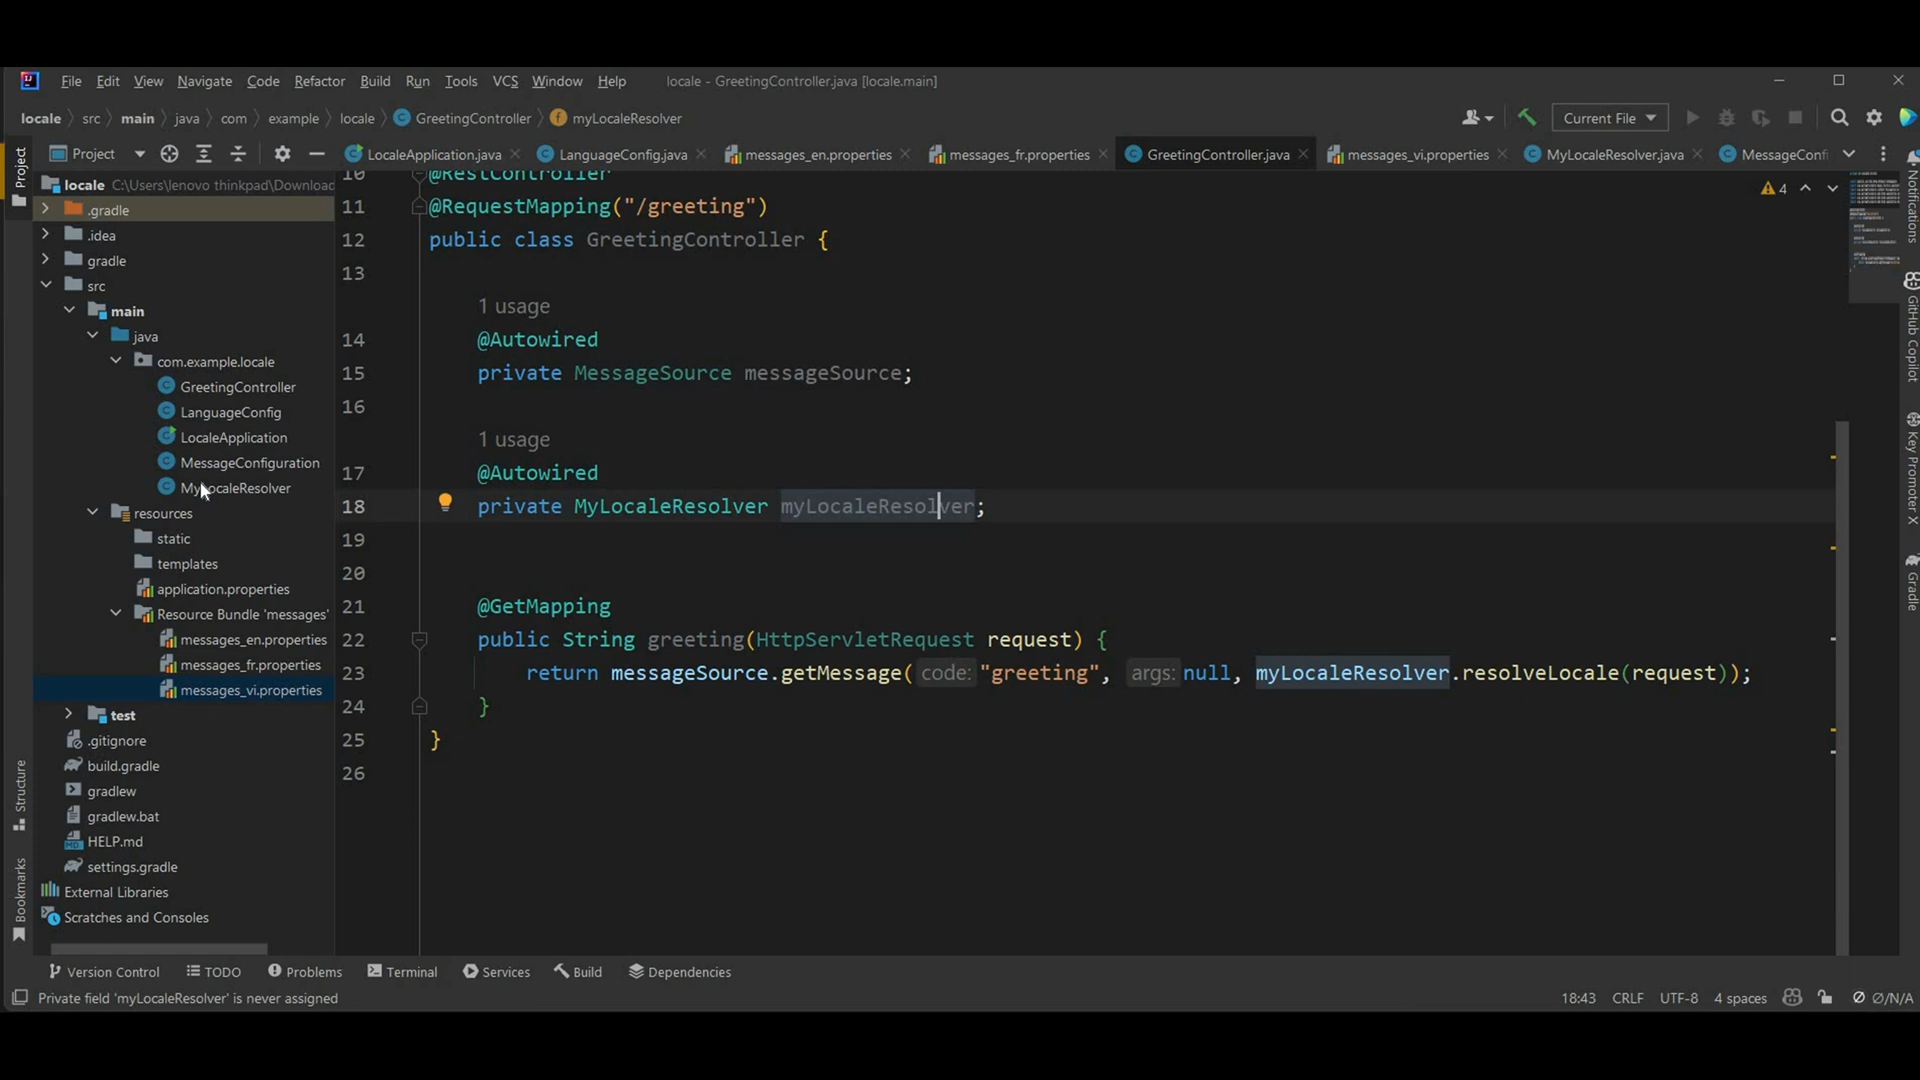 File Edit View Navigate Code Refactor Build Run Tools VCS Window Help locale - GreetingController.java [locale.main]
locale src main java com example locale GreetingController myLocaleResolver Current File
Project LocaleApplication.java LanguageConfig.java messages_en.properties messages_fr.properties GreetingController.java messages_vi.properties MyLocaleResolver.java MessageConfi
Project
locale C:\Users\lenovo thinkpad\Download
.gradle
.idea
gradle
src
main
java
com.example.locale
GreetingController
LanguageConfig
LocaleApplication
MessageConfiguration
MyLocaleResolver
resources
static
templates
application.properties
Resource Bundle 'messages'
messages_en.properties
messages_fr.properties
messages_vi.properties
test
.gitignore
build.gradle
gradlew
gradlew.bat
HELP.md
settings.gradle
External Libraries
Scratches and Consoles
Structure
Bookmarks
10 @RestController
11 @RequestMapping("/greeting")
12 public class GreetingController {
13
1 usage
14 @Autowired
15 private MessageSource messageSource;
16
1 usage
17 @Autowired
18 private MyLocaleResolver myLocaleResolver;
19
20
21 @GetMapping
22 public String greeting(HttpServletRequest request) {
23 return messageSource.getMessage( code: "greeting", args: null, myLocaleResolver.resolveLocale(request));
24 }
25 }
26
4
Notifications
GitHub Copilot
Key Promoter X
Gradle
Version Control TODO Problems Terminal Services Build Dependencies
Private field 'myLocaleResolver' is never assigned 18:43 CRLF UTF-8 4 spaces Ø/N/A